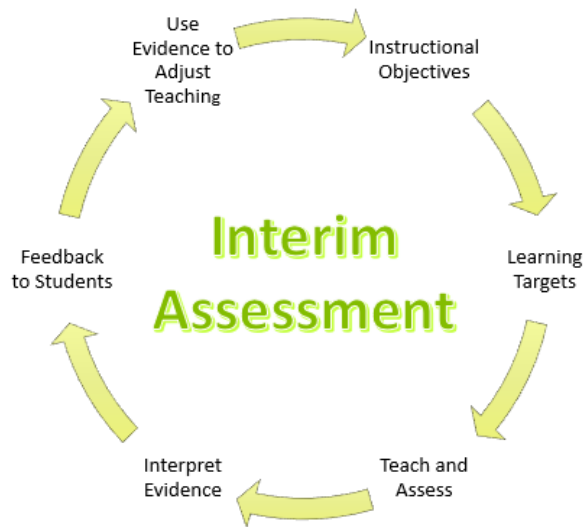 Use
Evidence to
Adjust
Teaching
Instructional
Objectives
Learning
Targets
Teach and
Assess
Interpret
Evidence
Feedback
to Students
Interim
Assessment